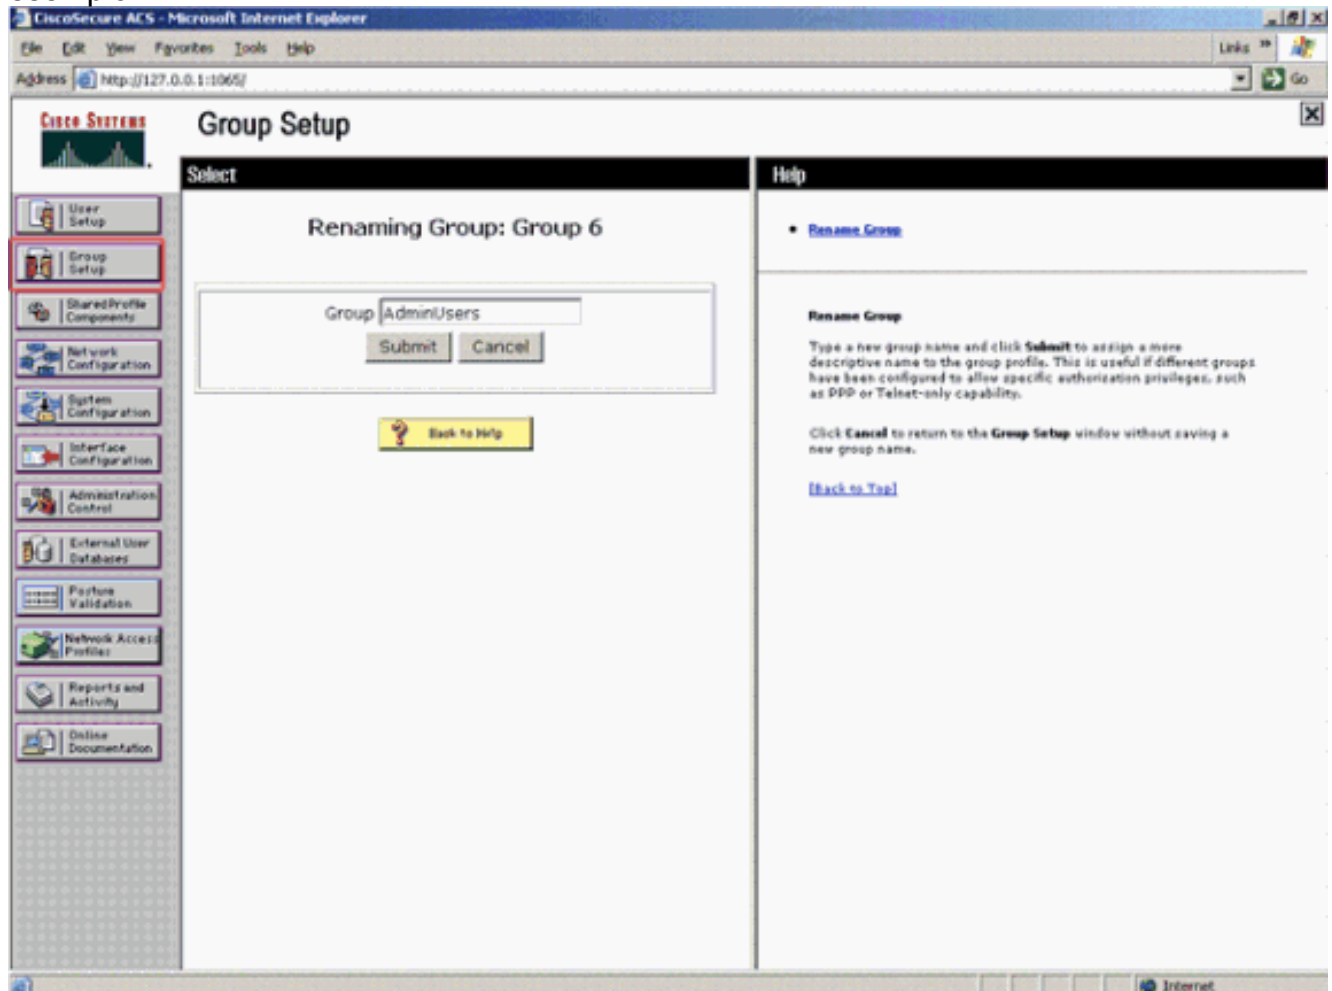 CiscoSecure ACS - Microsoft Internet Explorer
File Edit View Favorites Tools Help
Links »
Address http://127.0.0.1:1065/
Go
CISCO SYSTEMS
Group Setup
Select
Help
User
Setup
Group
Setup
Shared Profile
Components
Network
Configuration
System
Configuration
Interface
Configuration
Administration
Control
External User
Databases
Posture
Validation
Network Access
Profiles
Reports and
Activity
Online
Documentation
Renaming Group: Group 6
Group AdminUsers
Submit Cancel
? Back to Help
• Rename Group
Rename Group
Type a new group name and click Submit to assign a more
descriptive name to the group profile. This is useful if different groups
have been configured to allow specific authorization privileges, such
as PPP or Telnet-only capability.
Click Cancel to return to the Group Setup window without saving a
new group name.
[Back to Top]
Internet